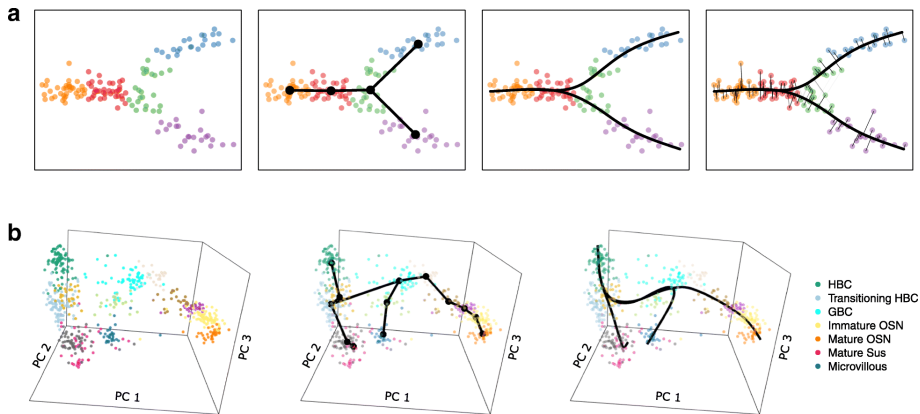 a
b
PC 2
PC 1
PC 3
PC 2
PC 1
PC 3
PC 2
PC 1
PC 3
HBC
Transitioning HBC
GBC
Immature OSN
Mature OSN
Mature Sus
Microvillous